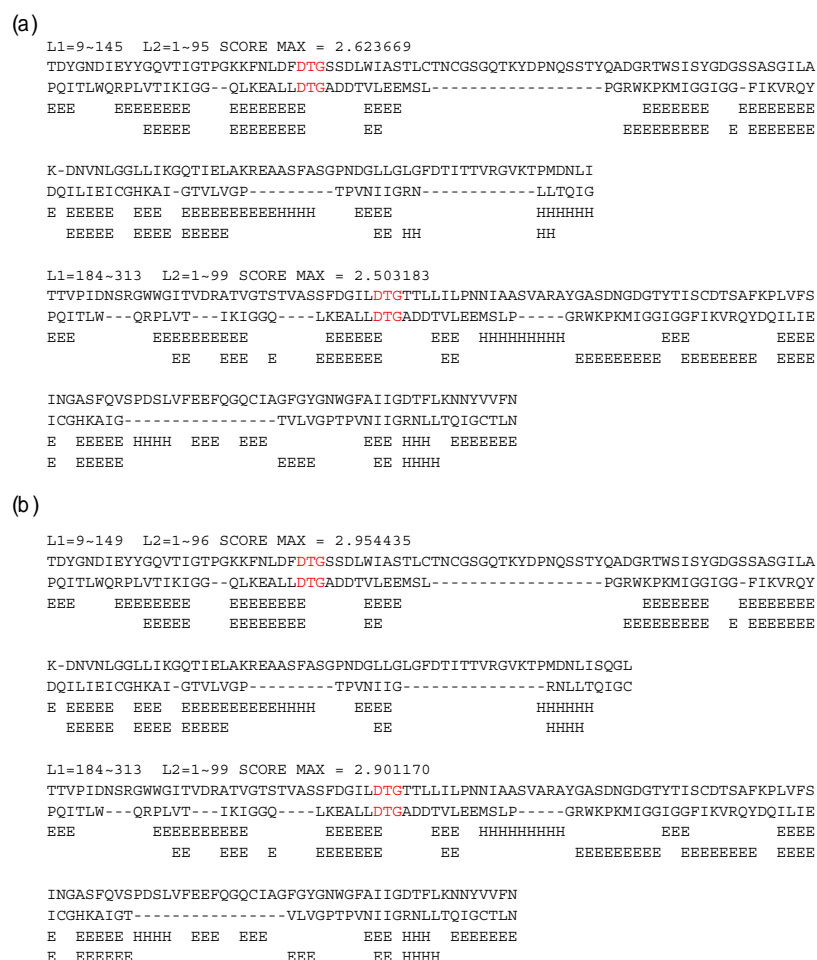 (a)
L1=9~145  L2=1~95 SCORE MAX = 2.623669
TDYGNDIEYYGQVTIGTPGKKFNLDFDTGSSDLWIASTLCTNCGSGQTKYDPNQSSTYQADGRTWSISYGDGSSASGILA
PQITLWQRPLVTIKIGG--QLKEALLDTGADDTVLEEMSL------------------PGRWKPKMIGGIGG-FIKVRQY
EEE    EEEEEEEE    EEEEEEEE      EEEE                         EEEEEEE   EEEEEEEE
          EEEEE    EEEEEEEE      EE                         EEEEEEEEE  E EEEEEEE
K-DNVNLGGLLIKGQTIELAKREAASFASGPNDGLLGLGFDTITTVRGVKTPMDNLI
DQILIEICGHKAI-GTVLVGP---------TPVNIIGRN------------LLTQIG
E EEEEE  EEE  EEEEEEEEEEHHHH    EEEE               HHHHHH
  EEEEE  EEEE EEEEE               EE HH            HH
L1=184~313  L2=1~99 SCORE MAX = 2.503183
TTVPIDNSRGWWGITVDRATVGTSTVASSFDGILDTGTTLLILPNNIAASVARAYGASDNGDGTYTISCDTSAFKPLVFS
PQITLW---QRPLVT---IKIGGQ----LKEALLDTGADDTVLEEMSLP-----GRWKPKMIGGIGGFIKVRQYDQILIE
EEE        EEEEEEEEEE        EEEEEE     EEE  HHHHHHHHH          EEE         EEEE
             EE   EEE  E    EEEEEEE      EE            EEEEEEEEE  EEEEEEEE  EEEE
INGASFQVSPDSLVFEEFQGQCIAGFGYGNWGFAIIGDTFLKNNYVVFN
ICGHKAIG----------------TVLVGPTPVNIIGRNLLTQIGCTLN
E  EEEEE HHHH  EEE  EEE          EEE HHH  EEEEEEE
E  EEEEE                EEEE      EE HHHH
(b)
L1=9~149  L2=1~96 SCORE MAX = 2.954435
TDYGNDIEYYGQVTIGTPGKKFNLDFDTGSSDLWIASTLCTNCGSGQTKYDPNQSSTYQADGRTWSISYGDGSSASGILA
PQITLWQRPLVTIKIGG--QLKEALLDTGADDTVLEEMSL------------------PGRWKPKMIGGIGG-FIKVRQY
EEE    EEEEEEEE    EEEEEEEE      EEEE                         EEEEEEE   EEEEEEEE
          EEEEE    EEEEEEEE      EE                         EEEEEEEEE  E EEEEEEE
K-DNVNLGGLLIKGQTIELAKREAASFASGPNDGLLGLGFDTITTVRGVKTPMDNLISQGL
DQILIEICGHKAI-GTVLVGP---------TPVNIIG---------------RNLLTQIGC
E EEEEE  EEE  EEEEEEEEEEHHHH    EEEE               HHHHHH
  EEEEE  EEEE EEEEE               EE                HHHH
L1=184~313  L2=1~99 SCORE MAX = 2.901170
TTVPIDNSRGWWGITVDRATVGTSTVASSFDGILDTGTTLLILPNNIAASVARAYGASDNGDGTYTISCDTSAFKPLVFS
PQITLW---QRPLVT---IKIGGQ----LKEALLDTGADDTVLEEMSLP-----GRWKPKMIGGIGGFIKVRQYDQILIE
EEE        EEEEEEEEEE        EEEEEE     EEE  HHHHHHHHH          EEE         EEEE
             EE   EEE  E    EEEEEEE      EE            EEEEEEEEE  EEEEEEEE  EEEE
INGASFQVSPDSLVFEEFQGQCIAGFGYGNWGFAIIGDTFLKNNYVVFN
ICGHKAIGT----------------VLVGPTPVNIIGRNLLTQIGCTLN
E  EEEEE HHHH  EEE  EEE          EEE HHH  EEEEEEE
E  EEEEEE                EEE      EE HHHH